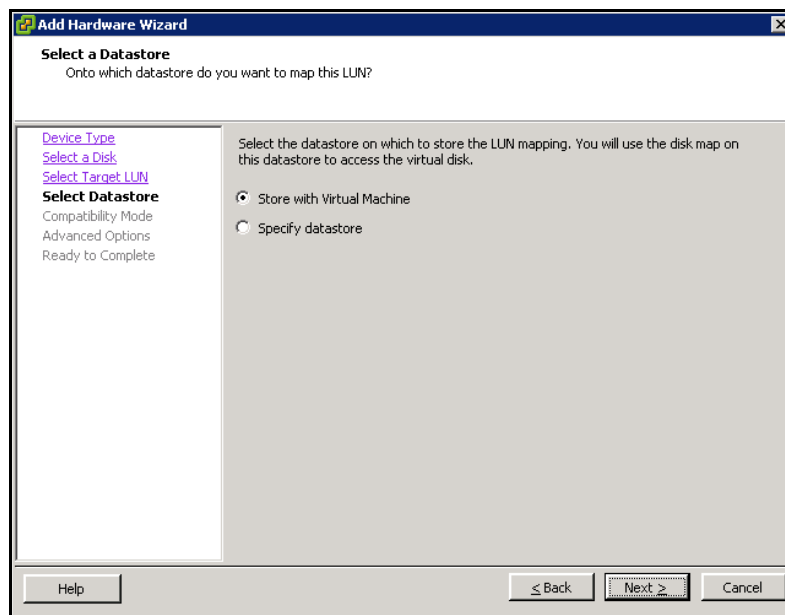 Add Hardware Wizard
Select a Datastore
Onto which datastore do you want to map this LUN?
Device Type
Select a Disk
Select Target LUN
Select Datastore
Compatibility Mode
Advanced Options
Ready to Complete
Select the datastore on which to store the LUN mapping. You will use the disk map on
this datastore to access the virtual disk.
Store with Virtual Machine
Specify datastore
Help
< Back
Next >
Cancel